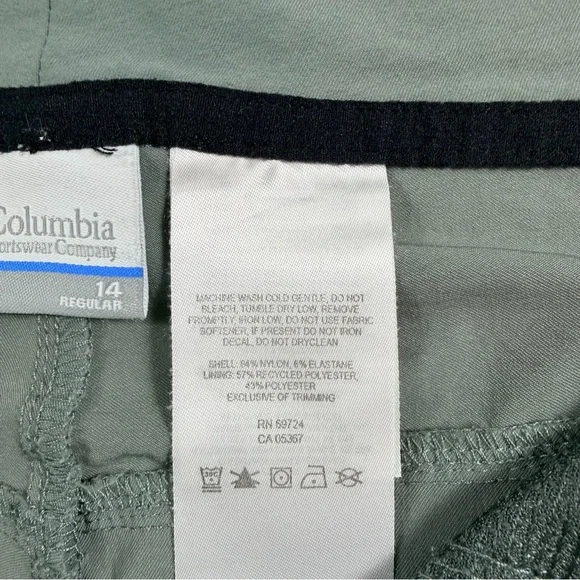 Columbia
Sportswear Company
14
REGULAR
MACHINE WASH COLD GENTLE, DO NOT
BLEACH, TUMBLE DRY LOW, REMOVE
PROMPTLY, IRON LOW, DO NOT USE FABRIC
SOFTENER, IF PRESENT DO NOT IRON
DECAL, DO NOT DRYCLEAN
SHELL: 94% NYLON, 6% ELASTANE
LINING: 57% RECYCLED POLYESTER,
43% POLYESTER
EXCLUSIVE OF TRIMMING
RN 69724
CA 05367